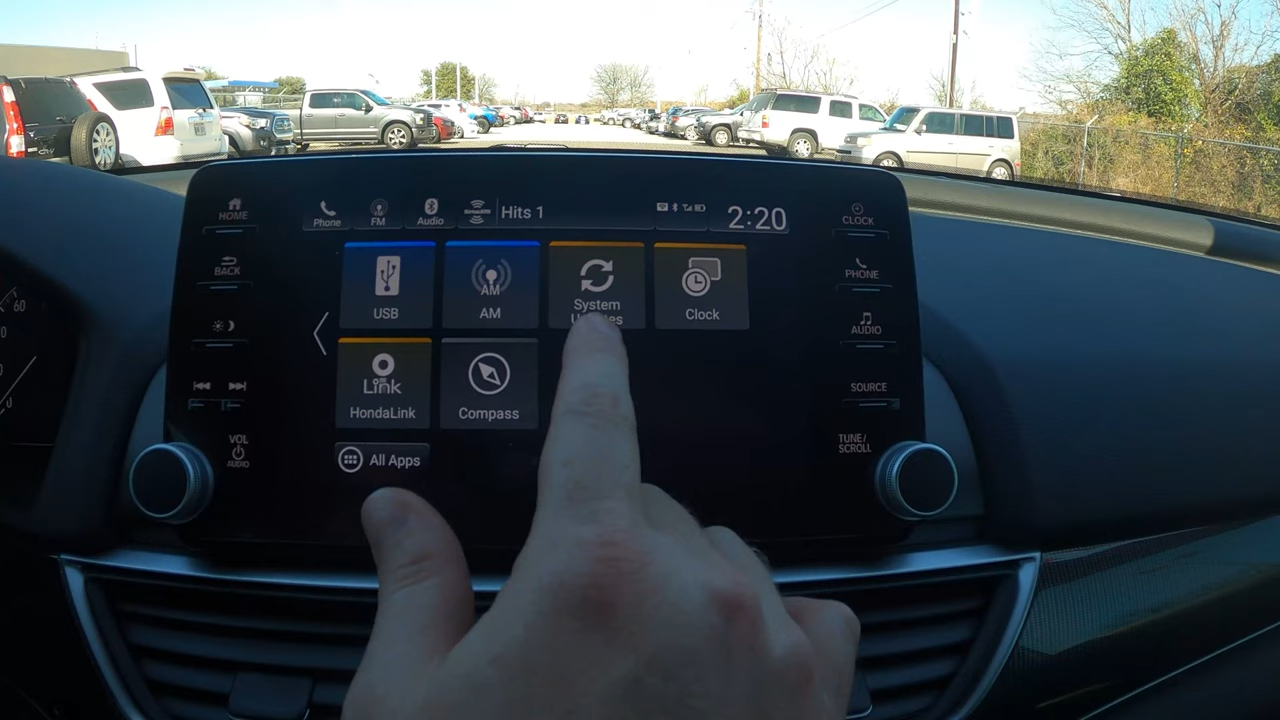 HOME
BACK
VOL
AUDIO
Phone
FM
Audio
Hits 1
2:20
USB
AM
AM
System
Clock
Link
HondaLink
Compass
All Apps
CLOCK
PHONE
AUDIO
SOURCE
TUNE/
SCROLL
60